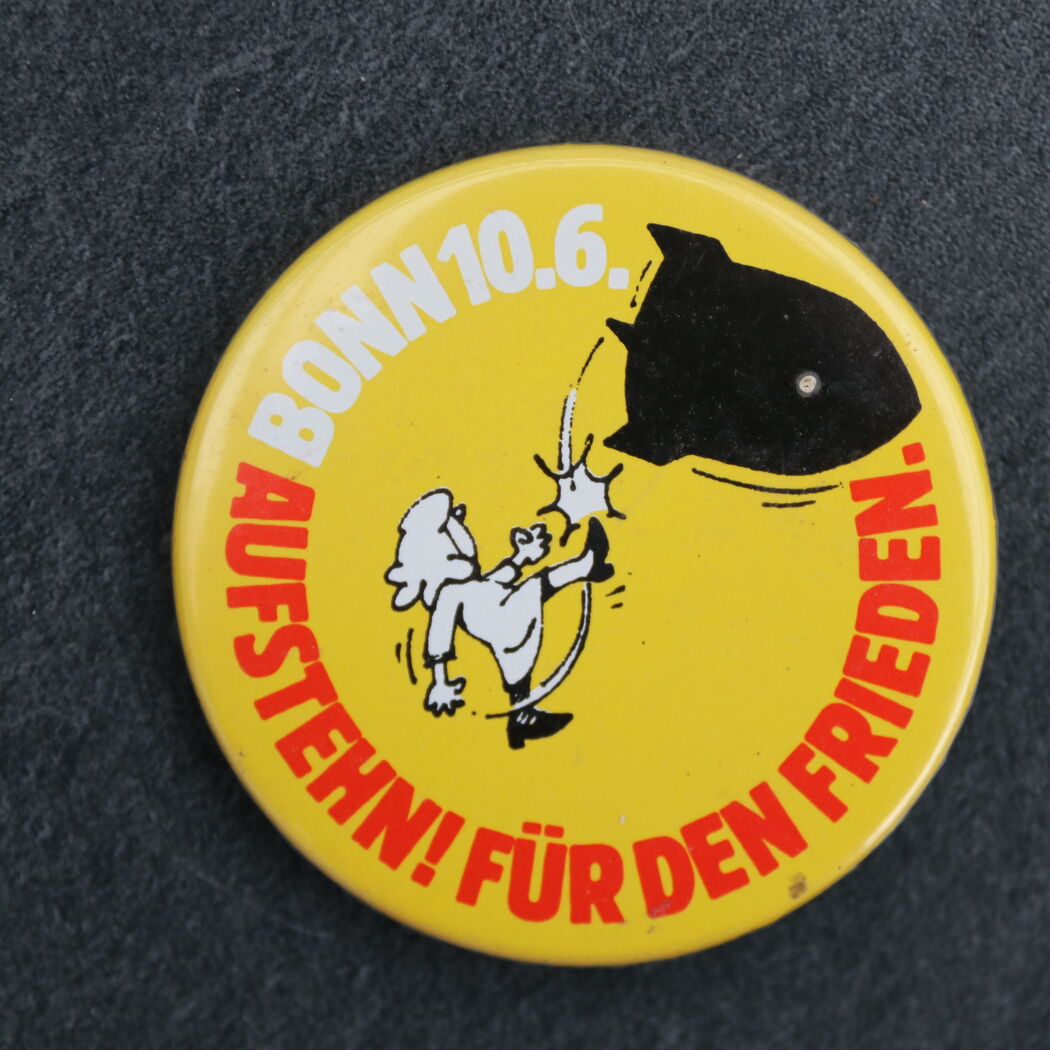 BONN 10.6.
AUFSTEHN! FÜR DEN FRIEDEN.